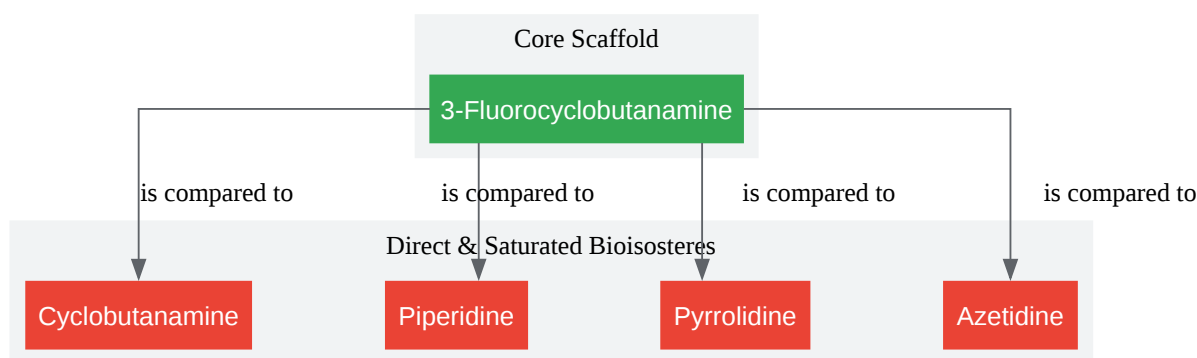 Core Scaffold
3-Fluorocyclobutanamine
is compared to is compared to is compared to is compared to
Direct & Saturated Bioisosteres
Cyclobutanamine Piperidine Pyrrolidine Azetidine